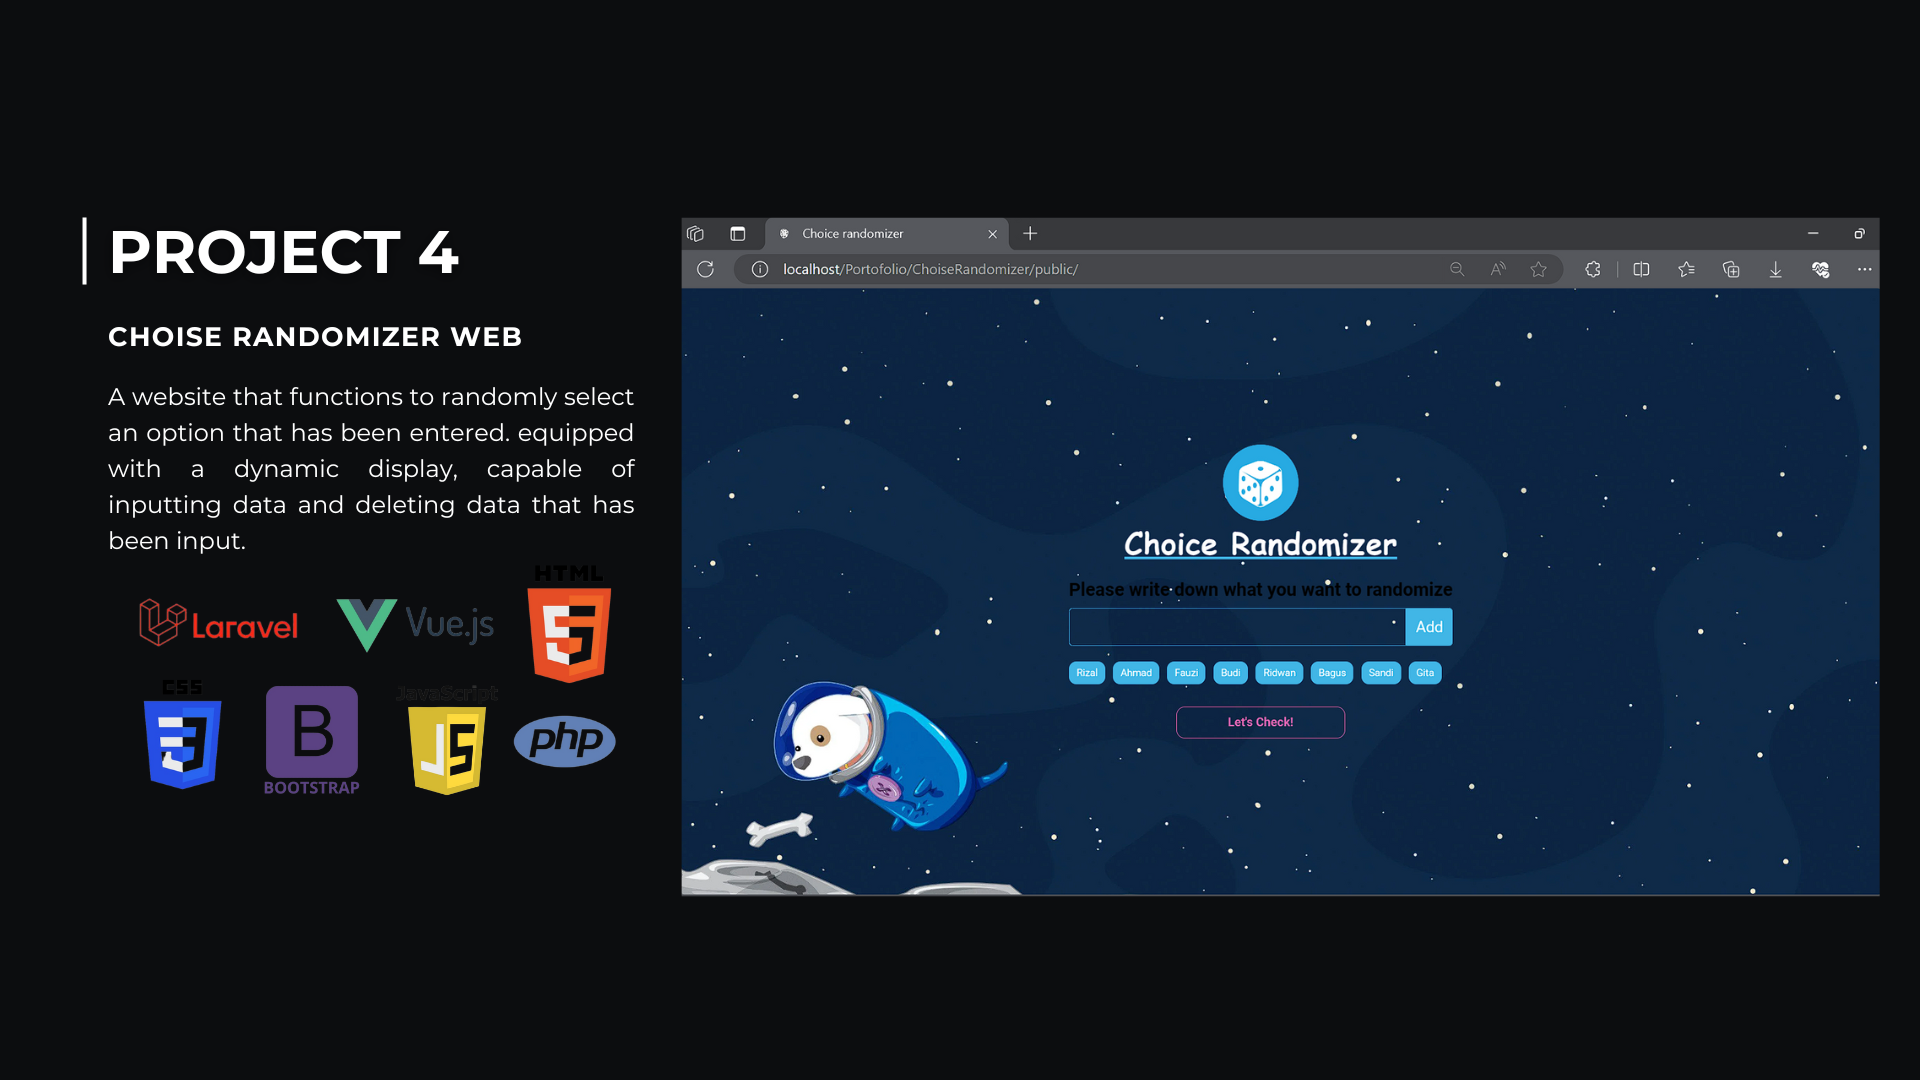 PROJECT 4
CHOISE RANDOMIZER WEB
A website that functions to randomly select
an option that has been entered. equipped
with a dynamic display, capable of
inputting data and deleting data that has
been input.
HTML
Laravel
Vue.js
5
CSS
3
B
BOOTSTRAP
JavaScript
JS
php
Choice randomizer
localhost/Portofolio/ChoiseRandomizer/public/
Choice Randomizer
Please write down what you want to randomize
Add
Rizal Ahmad Fauzi Budi Ridwan Bagus Sandi Gita
Let's Check!